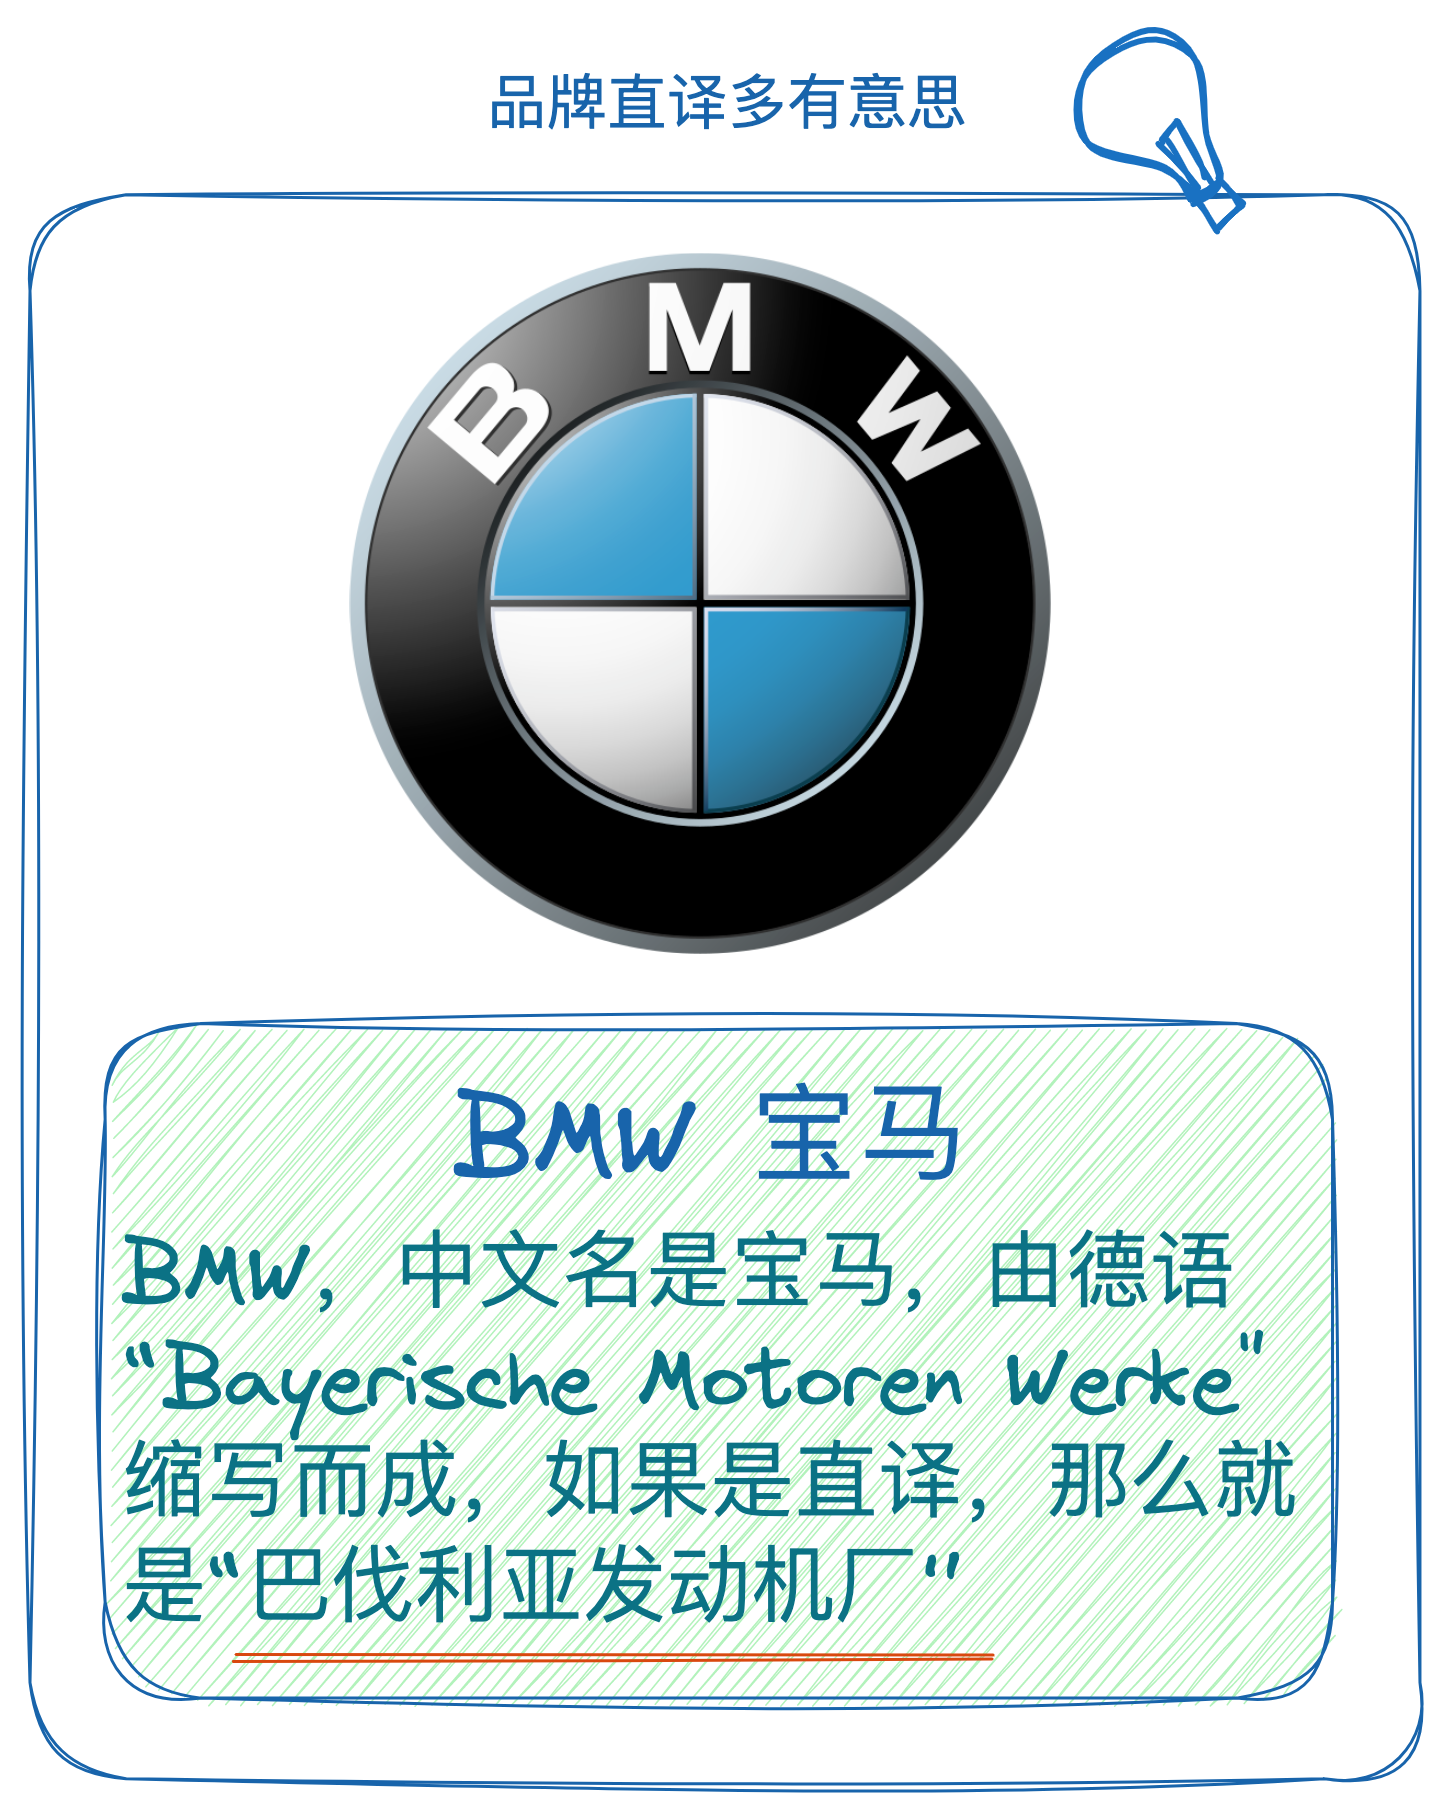 品牌直译多有意思
B M W
BMW 宝马
BMW，中文名是宝马，由德语
“Bayerische Motoren Werke”
缩写而成，如果是直译，那么就
是“巴伐利亚发动机厂“